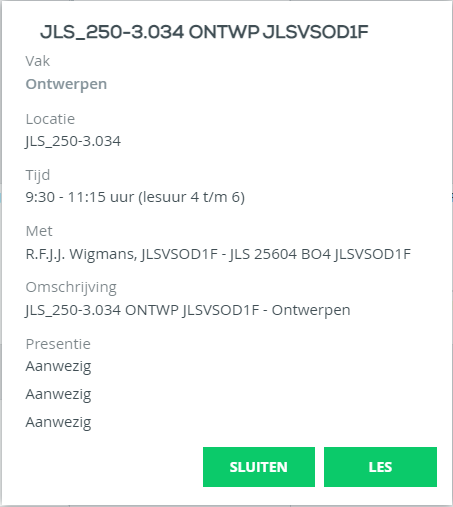 JLS_250-3.034 ONTWP JLSVSOD1F
Vak
Ontwerpen
Locatie
JLS_250-3.034
Tijd
9:30 - 11:15 uur (lesuur 4 t/m 6)
Met
R.F.J.J. Wigmans, JLSVSOD1F - JLS 25604 BO4 JLSVSOD1F
Omschrijving
JLS_250-3.034 ONTWP JLSVSOD1F - Ontwerpen
Presentie
Aanwezig
Aanwezig
Aanwezig
SLUITEN LES